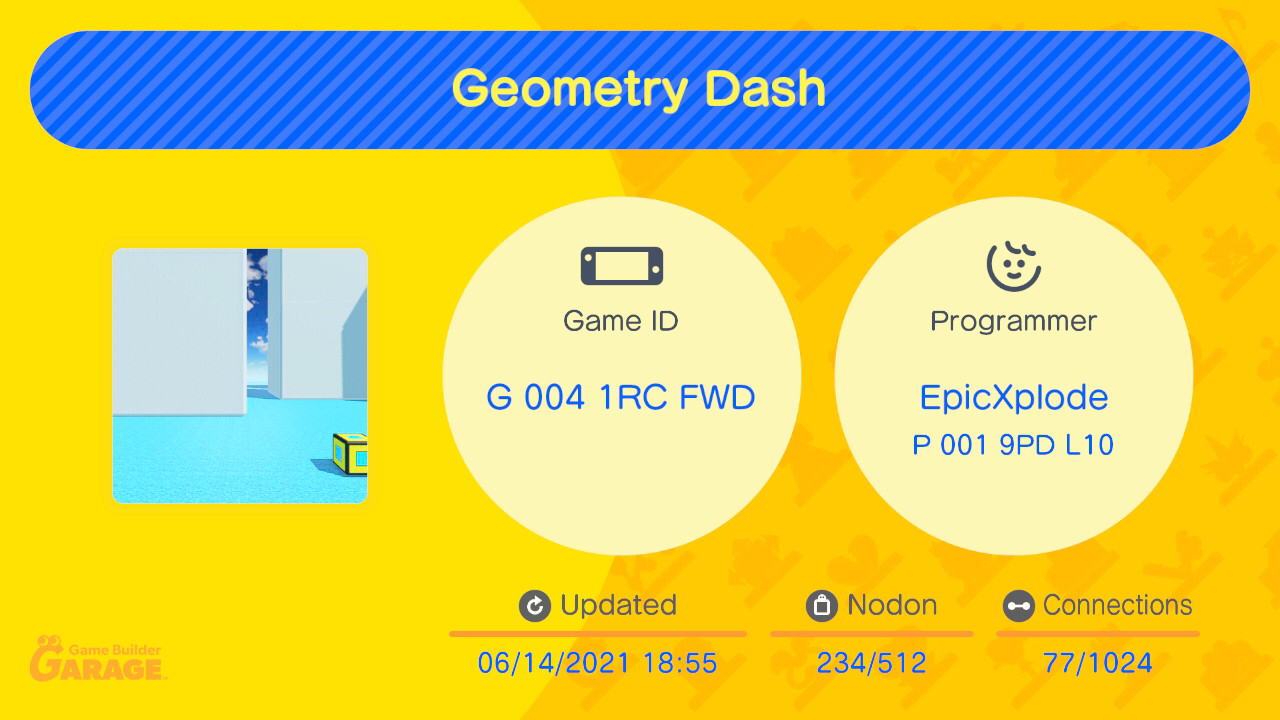 Geometry Dash
Game ID
G 004 1RC FWD
Programmer
EpicXplode
P 001 9PD L10
Updated
06/14/2021 18:55
Nodon
234/512
Connections
77/1024
Game Builder
GARAGE